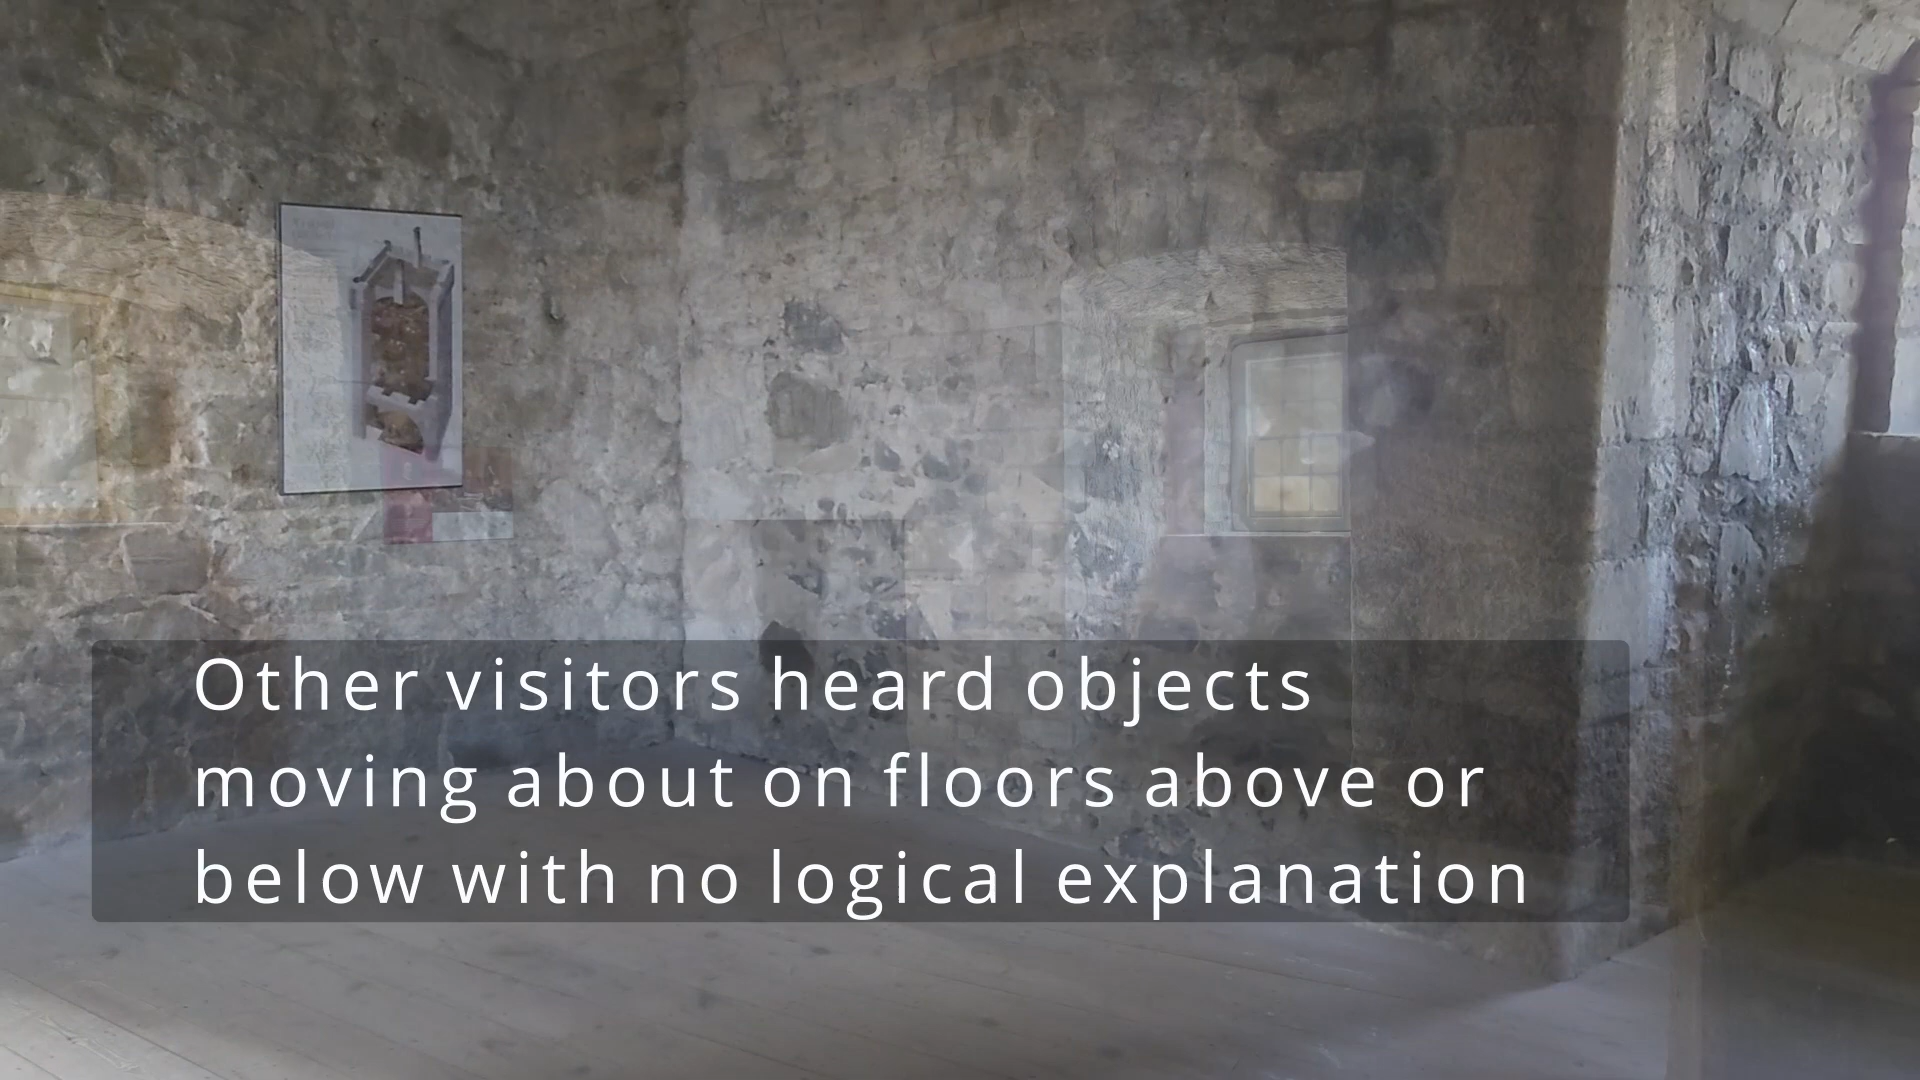 Other visitors heard objects
moving about on floors above or
below with no logical explanation